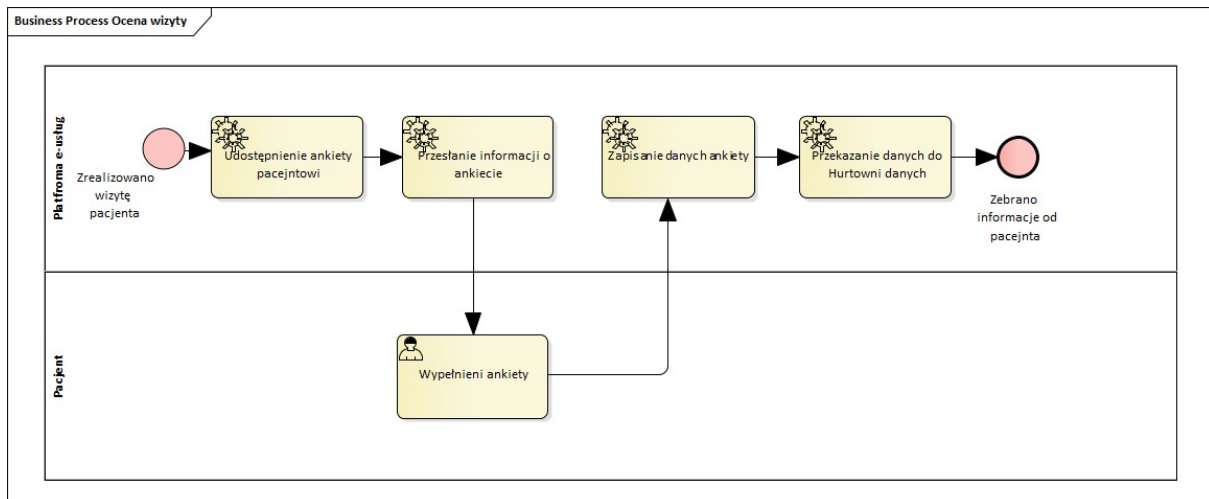 Business Process Ocena wizyty
Platfroma e-usług
Zrealizowano
wizytę
pacjenta
Udostępnienie ankiety
pacejntowi
Przesłanie informacji o
ankiecie
Zapisanie danych ankiety
Przekazanie danych do
Hurtowni danych
Zebrano
informacje od
pacejnta
Pacjent
Wypełnieni ankiety